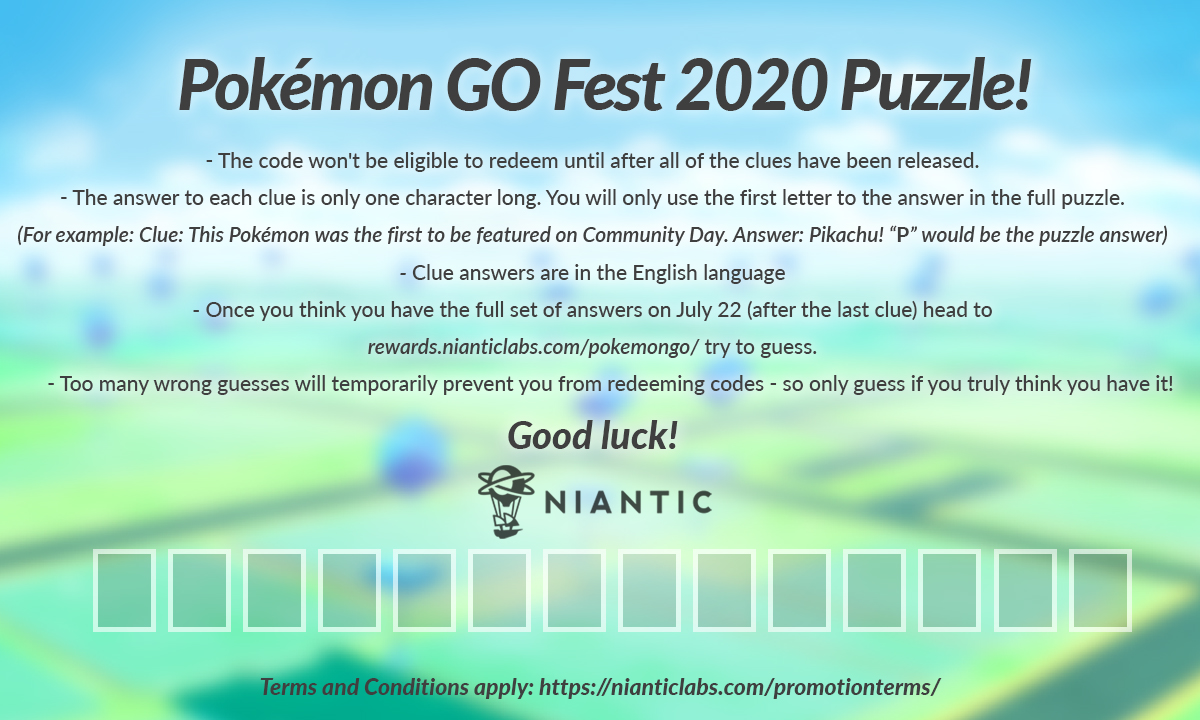 Pokémon GO Fest 2020 Puzzle!
- The code won't be eligible to redeem until after all of the clues have been released.
- The answer to each clue is only one character long. You will only use the first letter to the answer in the full puzzle.
(For example: Clue: This Pokémon was the first to be featured on Community Day. Answer: Pikachu! “P” would be the puzzle answer)
- Clue answers are in the English language
- Once you think you have the full set of answers on July 22 (after the last clue) head to
rewards.nianticlabs.com/pokemongo/ try to guess.
- Too many wrong guesses will temporarily prevent you from redeeming codes - so only guess if you truly think you have it!
Good luck!
NIANTIC
Terms and Conditions apply: https://nianticlabs.com/promotionterms/